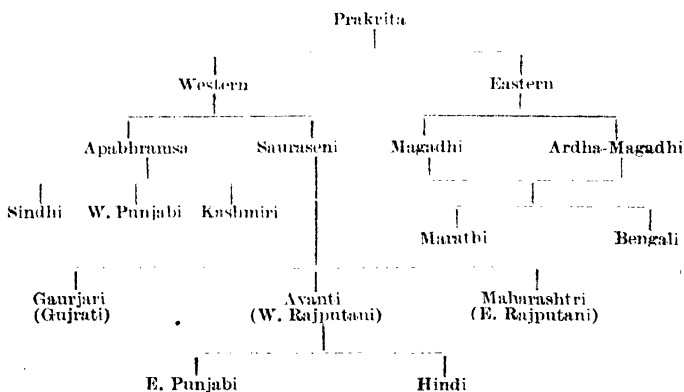 Prakrita
Western Eastern
Apabhramsa Sauraseni Magadhi Ardha-Magadhi
Sindhi W. Punjabi Kashmiri
Marathi Bengali
Gaurjari Avanti Maharashtri
(Gujrati) (W. Rajputani) (E. Rajputani)
E. Punjabi Hindi